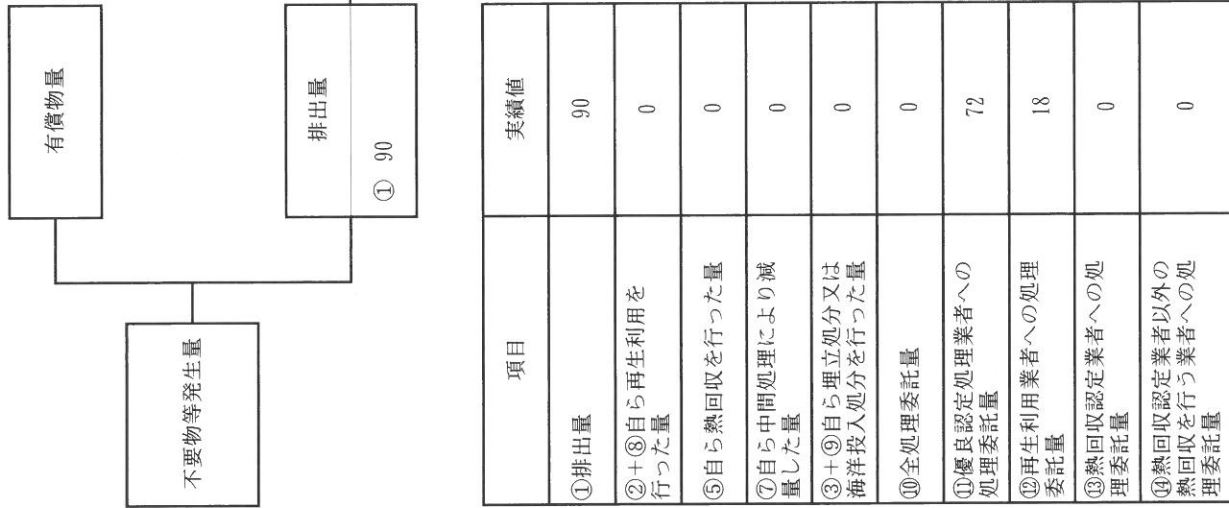 有償物量
不要物等発生量
排出量
① 90
項目
実績値
①排出量
90
②+⑧自ら再生利用を
行った量
0
⑤自ら熱回収を行った量
0
⑦自ら中間処理により減
量した量
0
③+⑨自ら埋立処分又は
海洋投入処分を行った量
0
⑩全処理委託量
0
⑪優良認定処理業者への
処理委託量
72
⑫再生利用業者への処理
委託量
18
⑬熱回収認定業者への処
理委託量
0
⑭熱回収認定業者以外の
熱回収を行う業者への処
理委託量
0